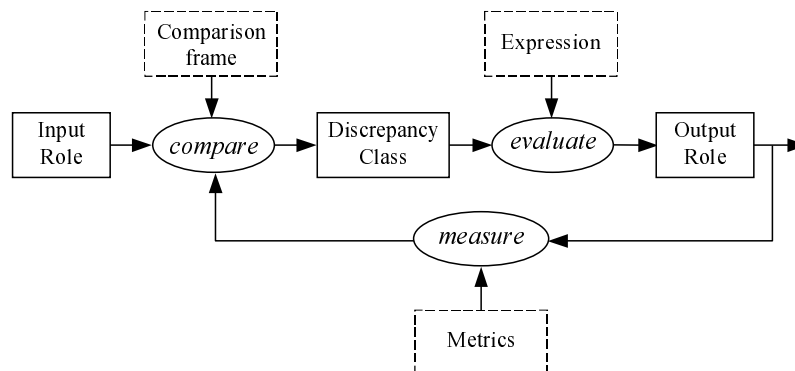 Comparison
frame
Expression
Input
Role
compare
Discrepancy
Class
evaluate
Output
Role
measure
Metrics